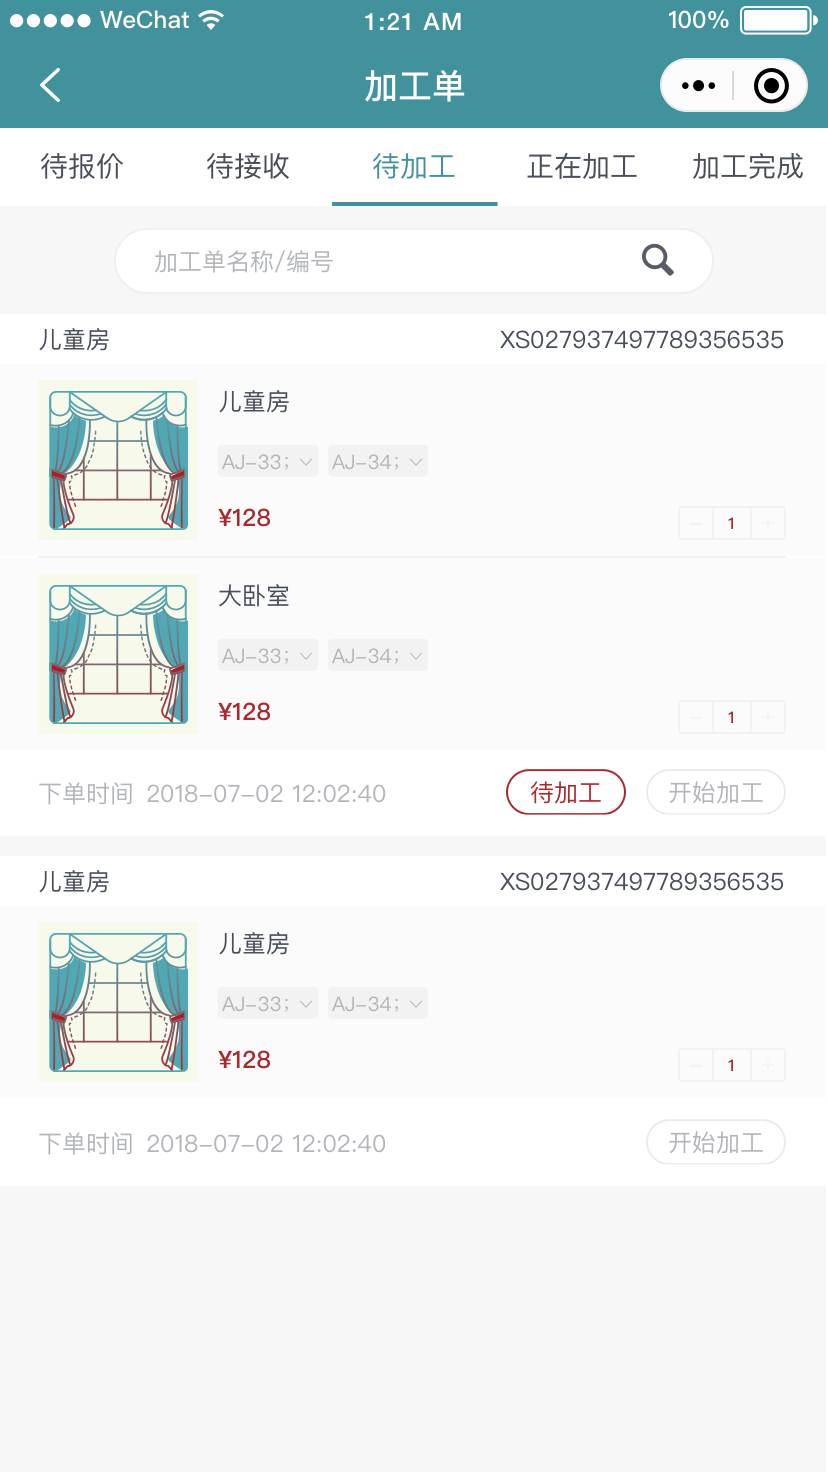 WeChat 1:21 AM 100%
加工单
待报价 待接收 待加工 正在加工 加工完成
加工单名称/编号
儿童房 XS027937497789356535
儿童房
AJ-33; AJ-34;
¥128
1
大卧室
AJ-33; AJ-34;
¥128
1
下单时间 2018-07-02 12:02:40 待加工 开始加工
儿童房 XS027937497789356535
儿童房
AJ-33; AJ-34;
¥128
1
下单时间 2018-07-02 12:02:40 开始加工